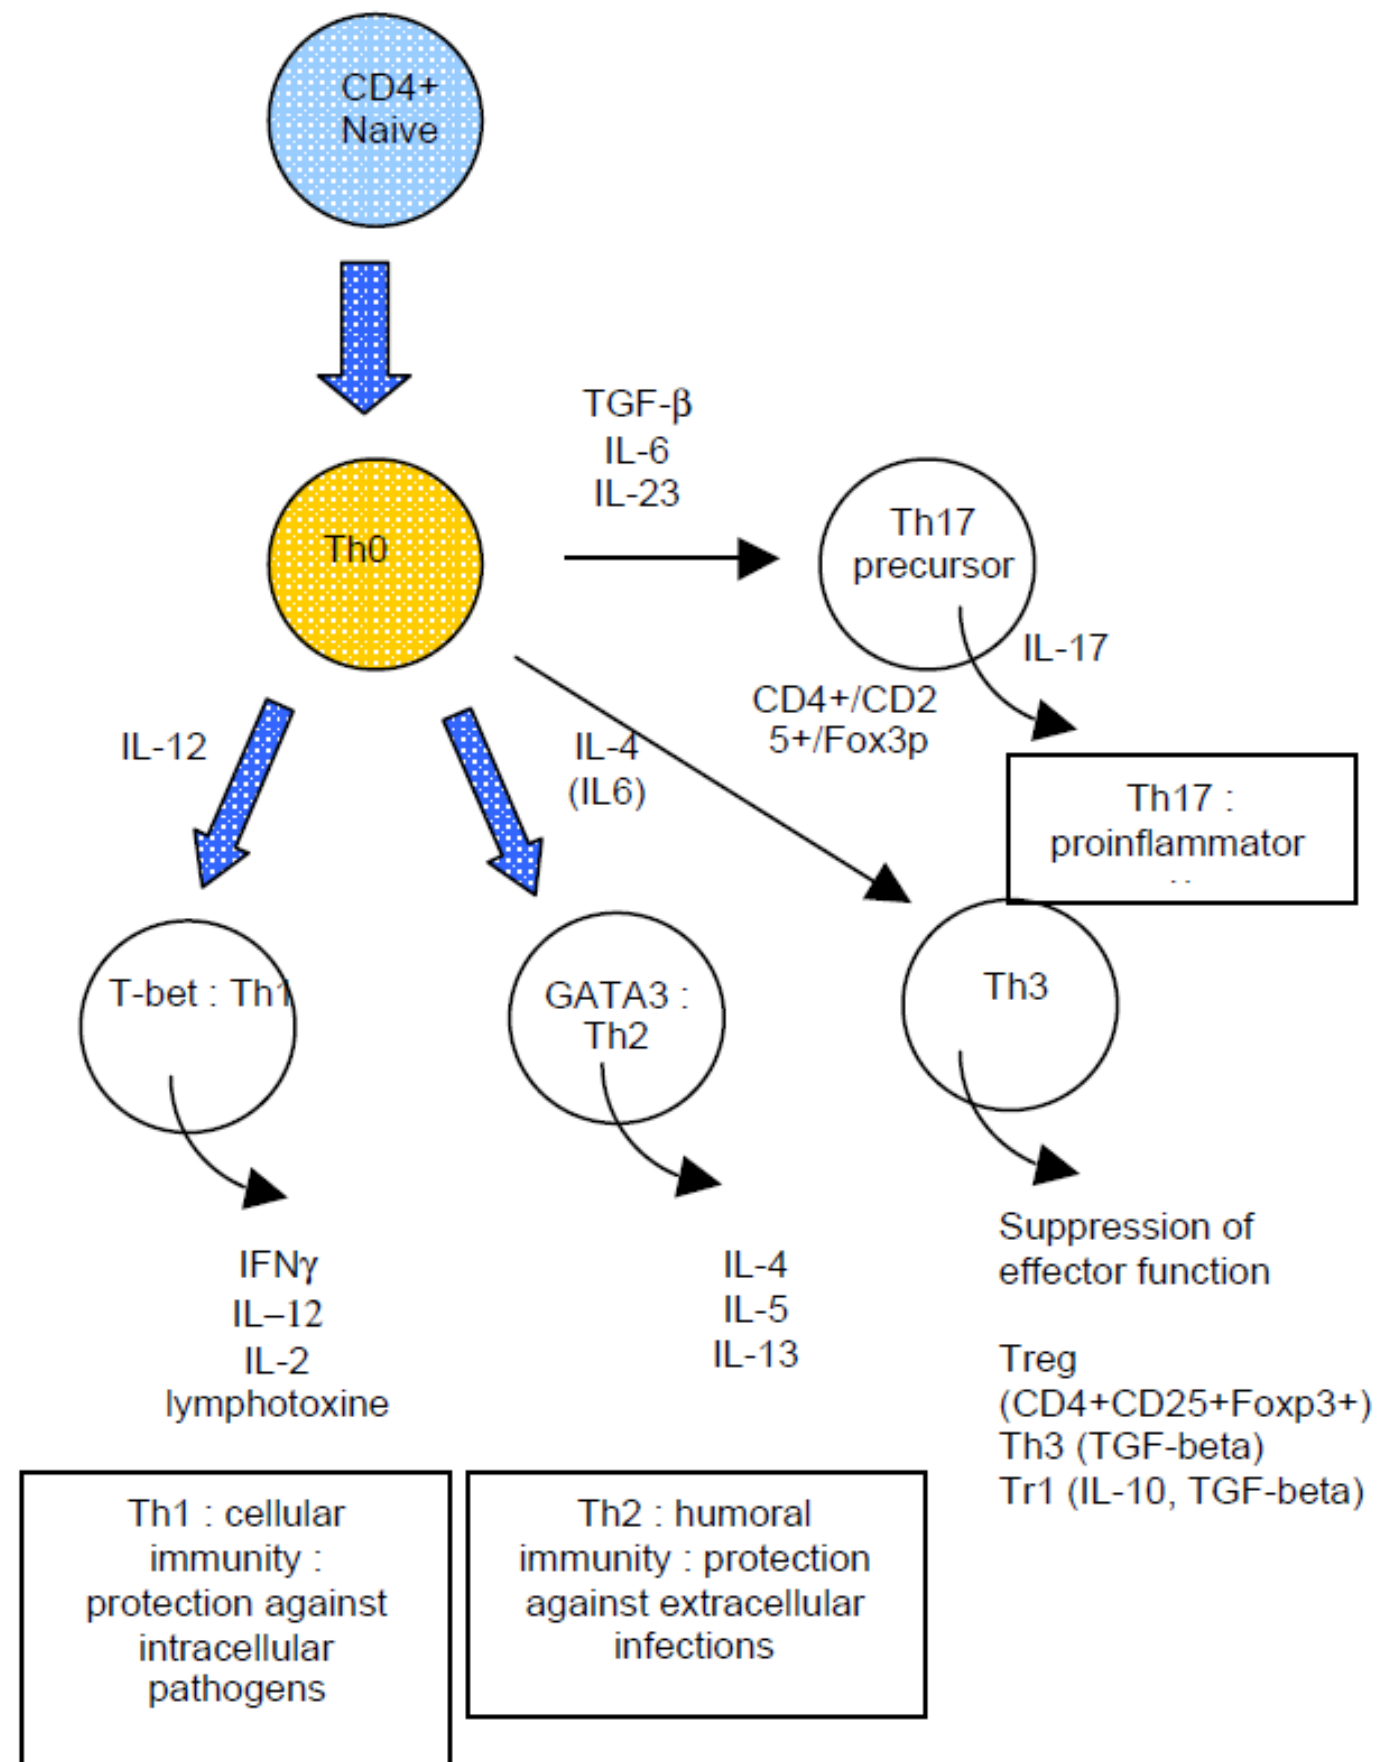 CD4+
Naive
TGF-β
IL-6
IL-23
Th0
Th17
precursor
IL-17
CD4+/CD2
5+/Fox3p
IL-12
IL-4
(IL6)
Th17 :
proinflammator
T-bet : Th1
GATA3 :
Th2
Th3
IFNγ
IL–12
IL-2
lymphotoxine
IL-4
IL-5
IL-13
Suppression of
effector function
Treg
(CD4+CD25+Foxp3+)
Th3 (TGF-beta)
Tr1 (IL-10, TGF-beta)
Th1 : cellular
immunity :
protection against
intracellular
pathogens
Th2 : humoral
immunity : protection
against extracellular
infections